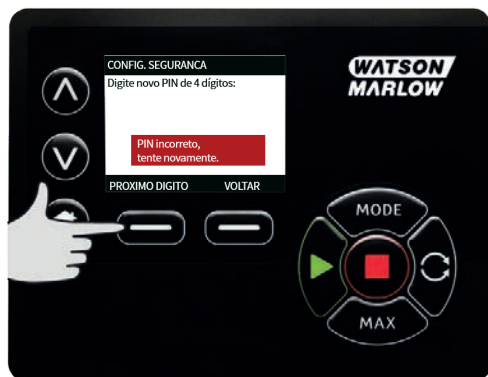 CONFIG. SEGURANCA
WATSON
MARLOW
Digite novo PIN de 4 dígitos:
PIN incorreto,
tente novamente.
PROXIMO DIGITO VOLTAR
MODE
MAX